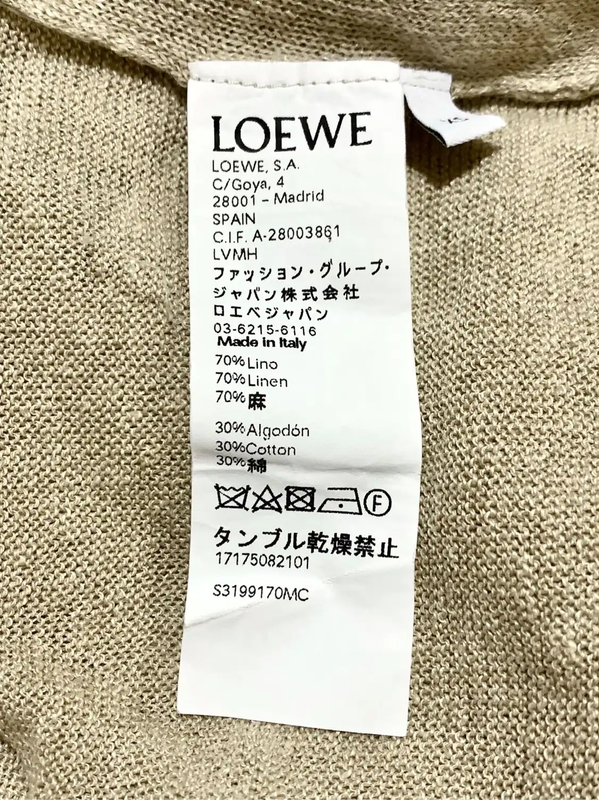 LOEWE
LOEWE, S.A.
C/Goya, 4
28001 - Madrid
SPAIN
C.I.F. A-28003861
LVMH
ファッション・グループ・
ジャパン株式会社
ロエベジャパン
03-6215-6116
Made in Italy
70%Lino
70%Linen
70%麻
30%Algodón
30%Cotton
30%綿
F
タンブル乾燥禁止
17175082101
S3199170MC